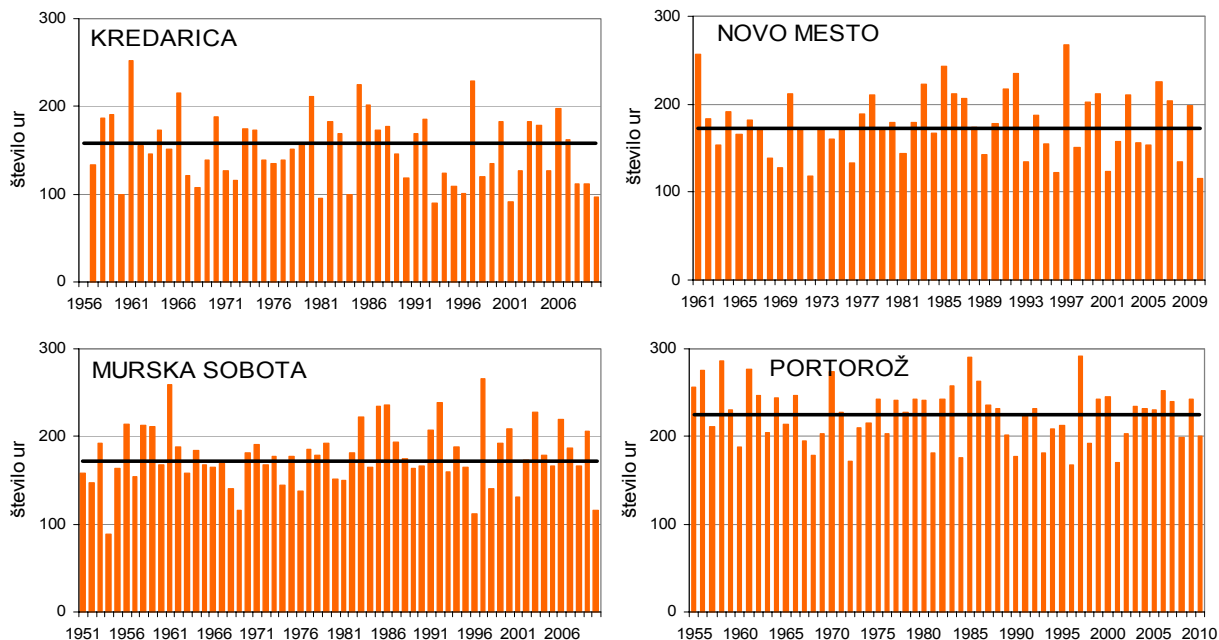 KREDARICA
število ur
300
200
100
0
1956 1961 1966 1971 1976 1981 1986 1991 1996 2001 2006
NOVO MESTO
število ur
300
200
100
0
1961 1965 1969 1973 1977 1981 1985 1989 1993 1997 2001 2005 2009
MURSKA SOBOTA
število ur
300
200
100
0
1951 1956 1961 1966 1971 1976 1981 1986 1991 1996 2001 2006
PORTOROŽ
število ur
300
200
100
0
1955 1960 1965 1970 1975 1980 1985 1990 1995 2000 2005 2010